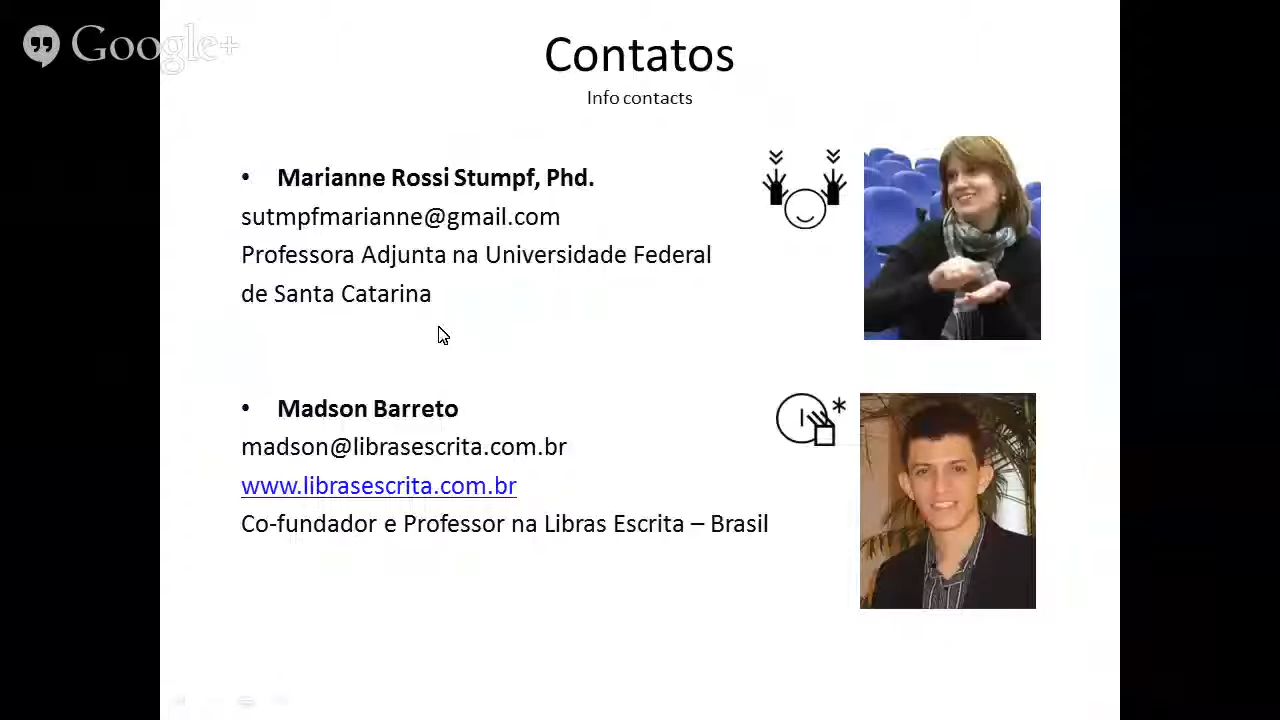 Google+
Contatos
Info contacts
• Marianne Rossi Stumpf, Phd.
sutmpfmarianne@gmail.com
Professora Adjunta na Universidade Federal
de Santa Catarina
• Madson Barreto
madson@librasescrita.com.br
www.librasescrita.com.br
Co-fundador e Professor na Libras Escrita – Brasil